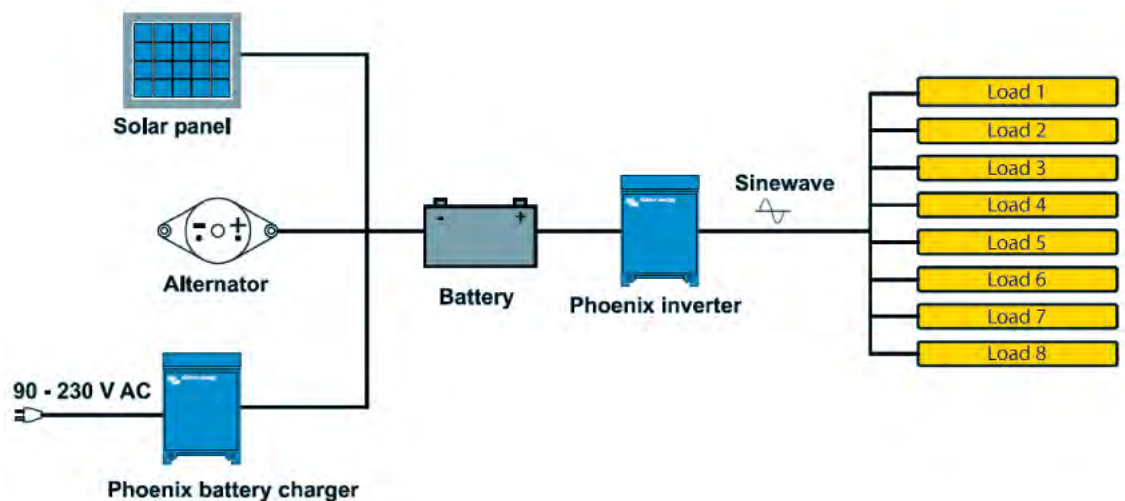 Solar panel
Alternator
90 - 230 V AC
Phoenix battery charger
- +
Battery
Phoenix inverter
Sinewave
Load 1
Load 2
Load 3
Load 4
Load 5
Load 6
Load 7
Load 8